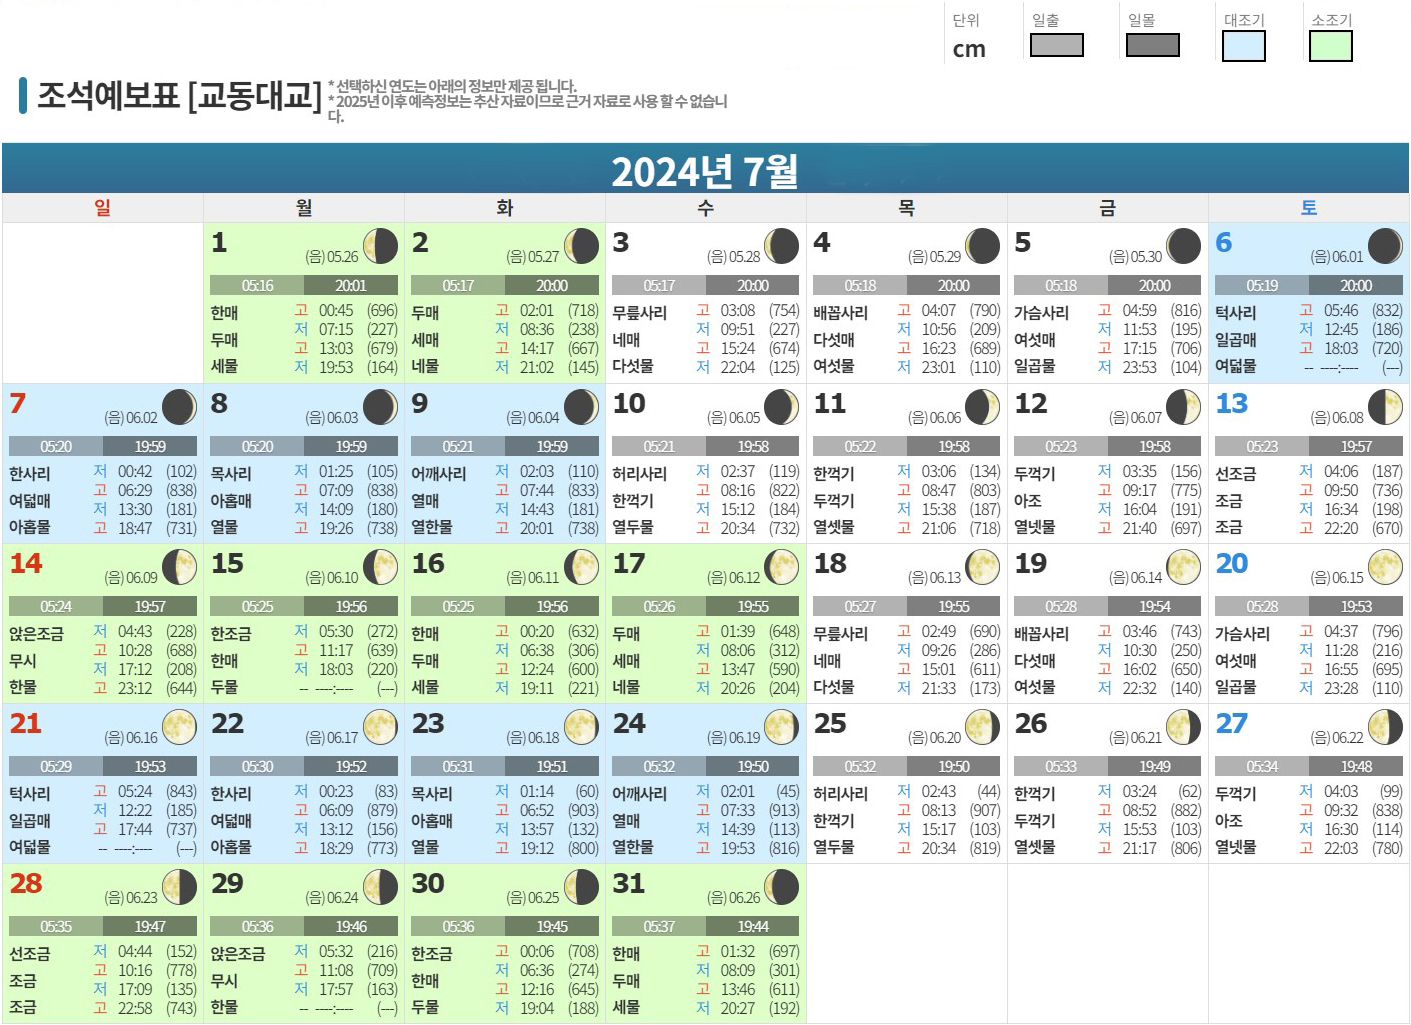 단위 일출 일몰 대조기 소조기
cm
조석예보표 [교동대교]
* 선택하신 연도는 아래의 정보만 제공 됩니다.
* 2025년 이후 예측정보는 추산 자료이므로 근거 자료로 사용 할 수 없습니
다.
2024년 7월
일 월 화 수 목 금 토
1 (음) 05.26
05:16 20:01
한매
두매
세물
고 00:45 (696)
저 07:15 (227)
고 13:03 (679)
저 19:53 (164)
2 (음) 05.27
05:17 20:00
두매
세매
네물
고 02:01 (718)
저 08:36 (238)
고 14:17 (667)
저 21:02 (145)
3 (음) 05.28
05:17 20:00
무릎사리
네매
다섯물
고 03:08 (754)
저 09:51 (227)
고 15:24 (674)
저 22:04 (125)
4 (음) 05.29
05:18 20:00
배꼽사리
다섯매
여섯물
고 04:07 (790)
저 10:56 (209)
고 16:23 (689)
저 23:01 (110)
5 (음) 05.30
05:18 20:00
가슴사리
여섯매
일곱물
고 04:59 (816)
저 11:53 (195)
고 17:15 (706)
저 23:53 (104)
6 (음) 06.01
05:19 20:00
턱사리
일곱매
여덟물
고 05:46 (832)
저 12:45 (186)
고 18:03 (720)
-- ----:---- (---)
7 (음) 06.02
05:20 19:59
한사리
여덟매
아홉물
저 00:42 (102)
고 06:29 (838)
저 13:30 (181)
고 18:47 (731)
8 (음) 06.03
05:20 19:59
목사리
아홉매
열물
저 01:25 (105)
고 07:09 (838)
저 14:09 (180)
고 19:26 (738)
9 (음) 06.04
05:21 19:59
어깨사리
열매
열한물
저 02:03 (110)
고 07:44 (833)
저 14:43 (181)
고 20:01 (738)
10 (음) 06.05
05:21 19:58
허리사리
한꺽기
열두물
저 02:37 (119)
고 08:16 (822)
저 15:12 (184)
고 20:34 (732)
11 (음) 06.06
05:22 19:58
한꺽기
두꺽기
열셋물
저 03:06 (134)
고 08:47 (803)
저 15:38 (187)
고 21:06 (718)
12 (음) 06.07
05:23 19:58
두꺽기
아조
열넷물
저 03:35 (156)
고 09:17 (775)
저 16:04 (191)
고 21:40 (697)
13 (음) 06.08
05:23 19:57
선조금
조금
조금
저 04:06 (187)
고 09:50 (736)
저 16:34 (198)
고 22:20 (670)
14 (음) 06.09
05:24 19:57
앉은조금
무시
한물
저 04:43 (228)
고 10:28 (688)
저 17:12 (208)
고 23:12 (644)
15 (음) 06.10
05:25 19:56
한조금
한매
두물
저 05:30 (272)
고 11:17 (639)
저 18:03 (220)
-- ----:---- (---)
16 (음) 06.11
05:25 19:56
한매
두매
세물
고 00:20 (632)
저 06:38 (306)
고 12:24 (600)
저 19:11 (221)
17 (음) 06.12
05:26 19:55
두매
세매
네물
고 01:39 (648)
저 08:06 (312)
고 13:47 (590)
저 20:26 (204)
18 (음) 06.13
05:27 19:55
무릎사리
네매
다섯물
고 02:49 (690)
저 09:26 (286)
고 15:01 (611)
저 21:33 (173)
19 (음) 06.14
05:28 19:54
배꼽사리
다섯매
여섯물
고 03:46 (743)
저 10:30 (250)
고 16:02 (650)
저 22:32 (140)
20 (음) 06.15
05:28 19:53
가슴사리
여섯매
일곱물
고 04:37 (796)
저 11:28 (216)
고 16:55 (695)
저 23:28 (110)
21 (음) 06.16
05:29 19:53
턱사리
일곱매
여덟물
고 05:24 (843)
저 12:22 (185)
고 17:44 (737)
-- ----:---- (---)
22 (음) 06.17
05:30 19:52
한사리
여덟매
아홉물
저 00:23 (83)
고 06:09 (879)
저 13:12 (156)
고 18:29 (773)
23 (음) 06.18
05:31 19:51
목사리
아홉매
열물
저 01:14 (60)
고 06:52 (903)
저 13:57 (132)
고 19:12 (800)
24 (음) 06.19
05:32 19:50
어깨사리
열매
열한물
저 02:01 (45)
고 07:33 (913)
저 14:39 (113)
고 19:53 (816)
25 (음) 06.20
05:32 19:50
허리사리
한꺽기
열두물
저 02:43 (44)
고 08:13 (907)
저 15:17 (103)
고 20:34 (819)
26 (음) 06.21
05:33 19:49
한꺽기
두꺽기
열셋물
저 03:24 (62)
고 08:52 (882)
저 15:53 (103)
고 21:17 (806)
27 (음) 06.22
05:34 19:48
두꺽기
아조
열넷물
저 04:03 (99)
고 09:32 (838)
저 16:30 (114)
고 22:03 (780)
28 (음) 06.23
05:35 19:47
선조금
조금
조금
저 04:44 (152)
고 10:16 (778)
저 17:09 (135)
고 22:58 (743)
29 (음) 06.24
05:36 19:46
앉은조금
무시
한물
저 05:32 (216)
고 11:08 (709)
저 17:57 (163)
-- ----:---- (---)
30 (음) 06.25
05:36 19:45
한조금
한매
두물
고 00:06 (708)
저 06:36 (274)
고 12:16 (645)
저 19:04 (188)
31 (음) 06.26
05:37 19:44
한매
두매
세물
고 01:32 (697)
저 08:09 (301)
고 13:46 (611)
저 20:27 (192)